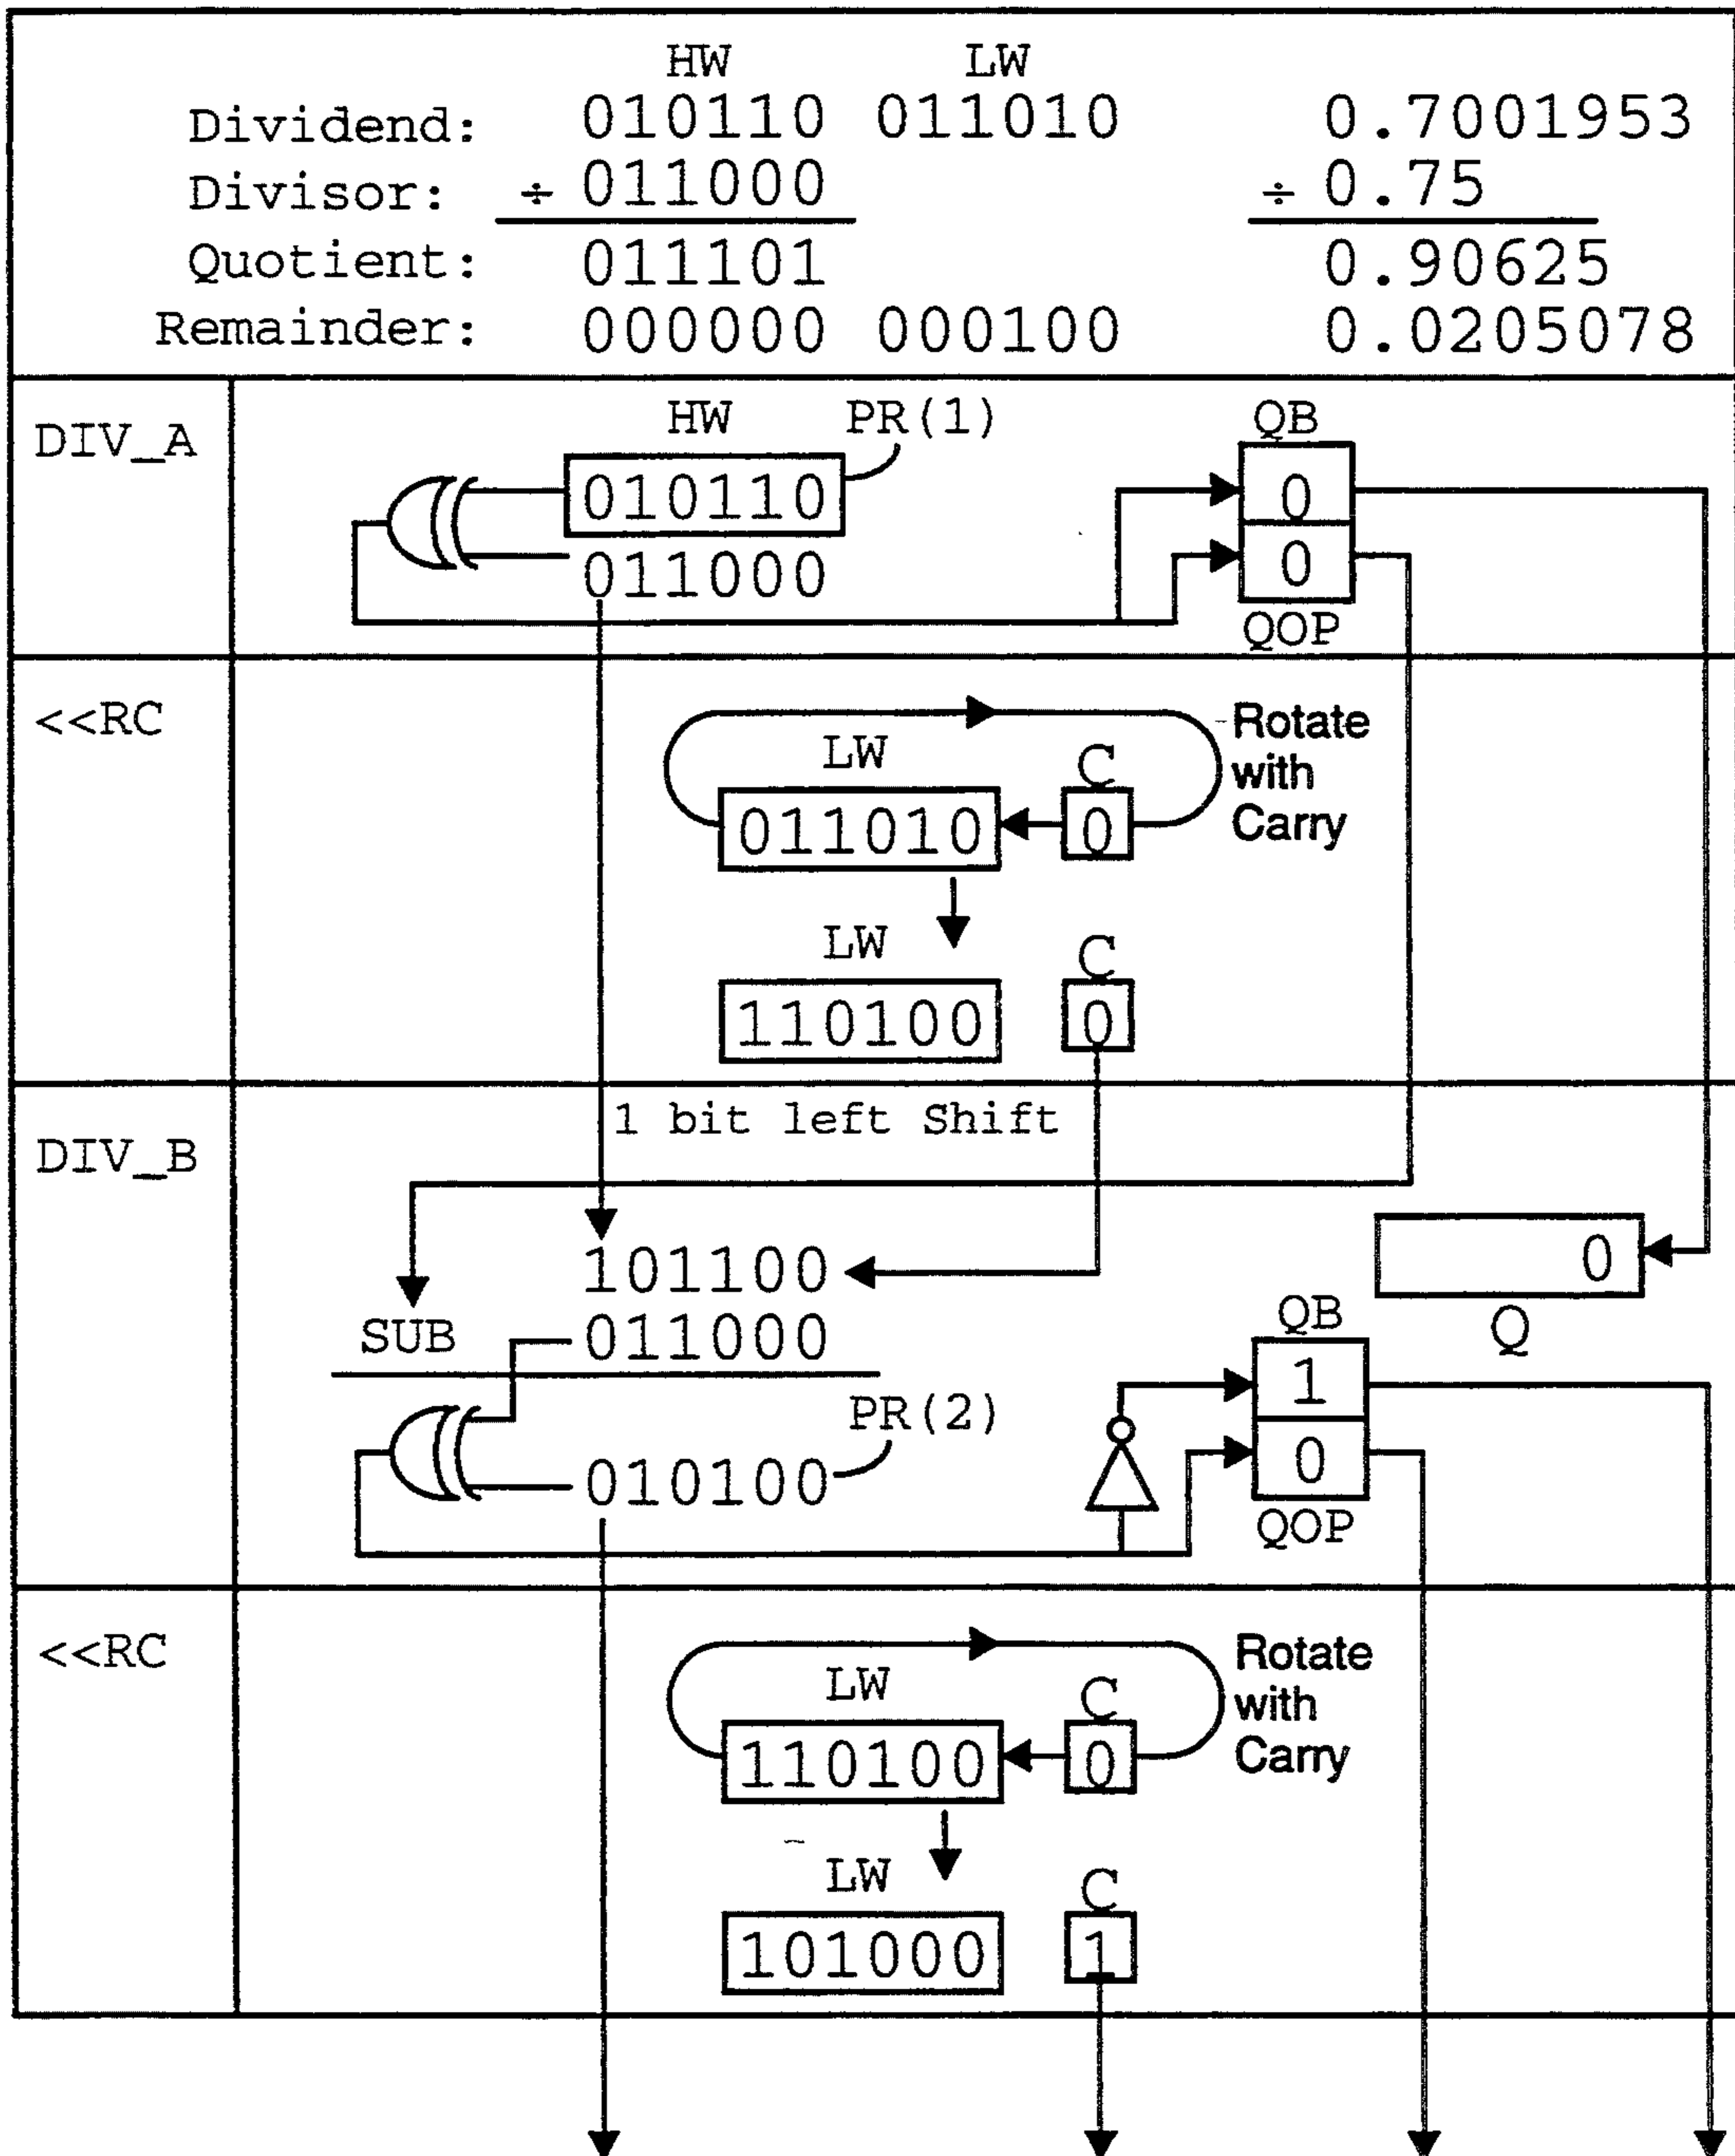 HW LW
Dividend: 010110 011010 0.7001953
Divisor: ÷ 011000 ÷ 0.75
Quotient: 011101 0.90625
Remainder: 000000 000100 0.0205078
DIV_A
HW PR(1) QB
010110 0
011000 0
QOP
<<RC
Rotate
with
Carry
LW C
011010 0
LW C
110100 0
DIV_B
1 bit left Shift
101100 0
SUB 011000 QB Q
1
PR(2)
010100 0
QOP
<<RC
Rotate
with
Carry
LW C
110100 0
LW C
101000 1